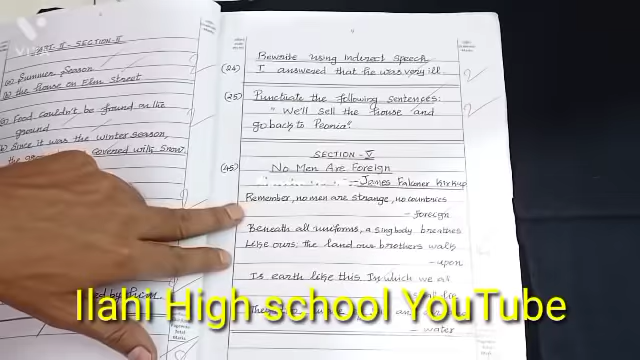 PART-II-SECTION-II
(a) Summer Season
(a) the house on Elm Street
(a) Food couldn't be found on the
ground
(b) Since it was the winter season,
covered with snow.
Rewrite using Indirect Speech
(24) I answered that he was very ill
2
(25) Punctuate the following sentences:
"We'll sell the house and
go back to Peonia".
2
SECTION - V
(45) No Men Are Foreign
- James Falconer Kirkup
Remember, no men are strange, no countries
- foreign
Beneath all uniforms, a single body breathes
Like ours: the land our brothers walk
- upon
Is earth like this In which we all
- water
Ilahi High school YouTube